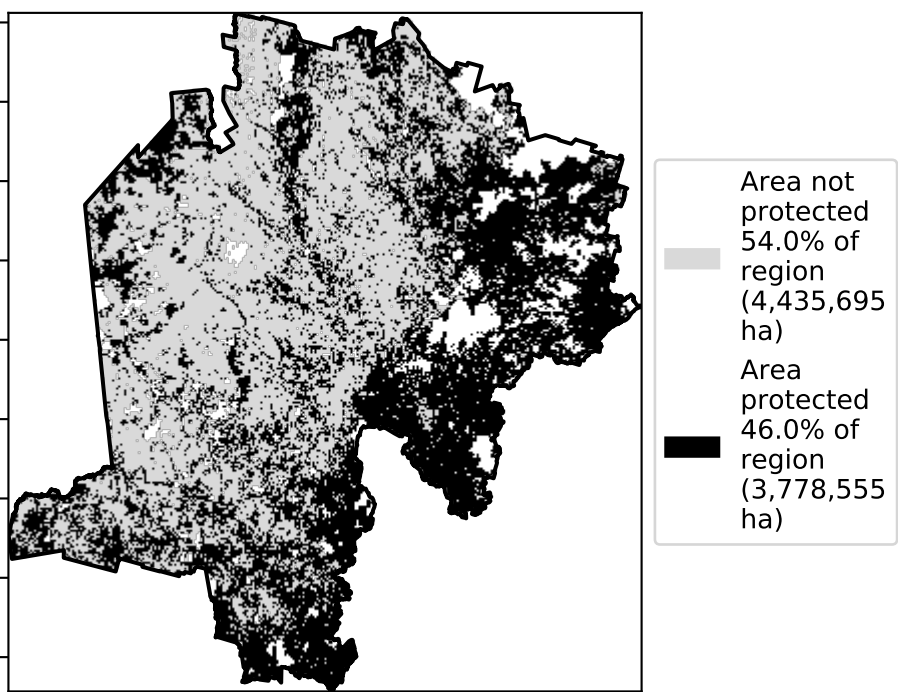 Area not
protected
54.0% of
region
(4,435,695
ha)
Area
protected
46.0% of
region
(3,778,555
ha)